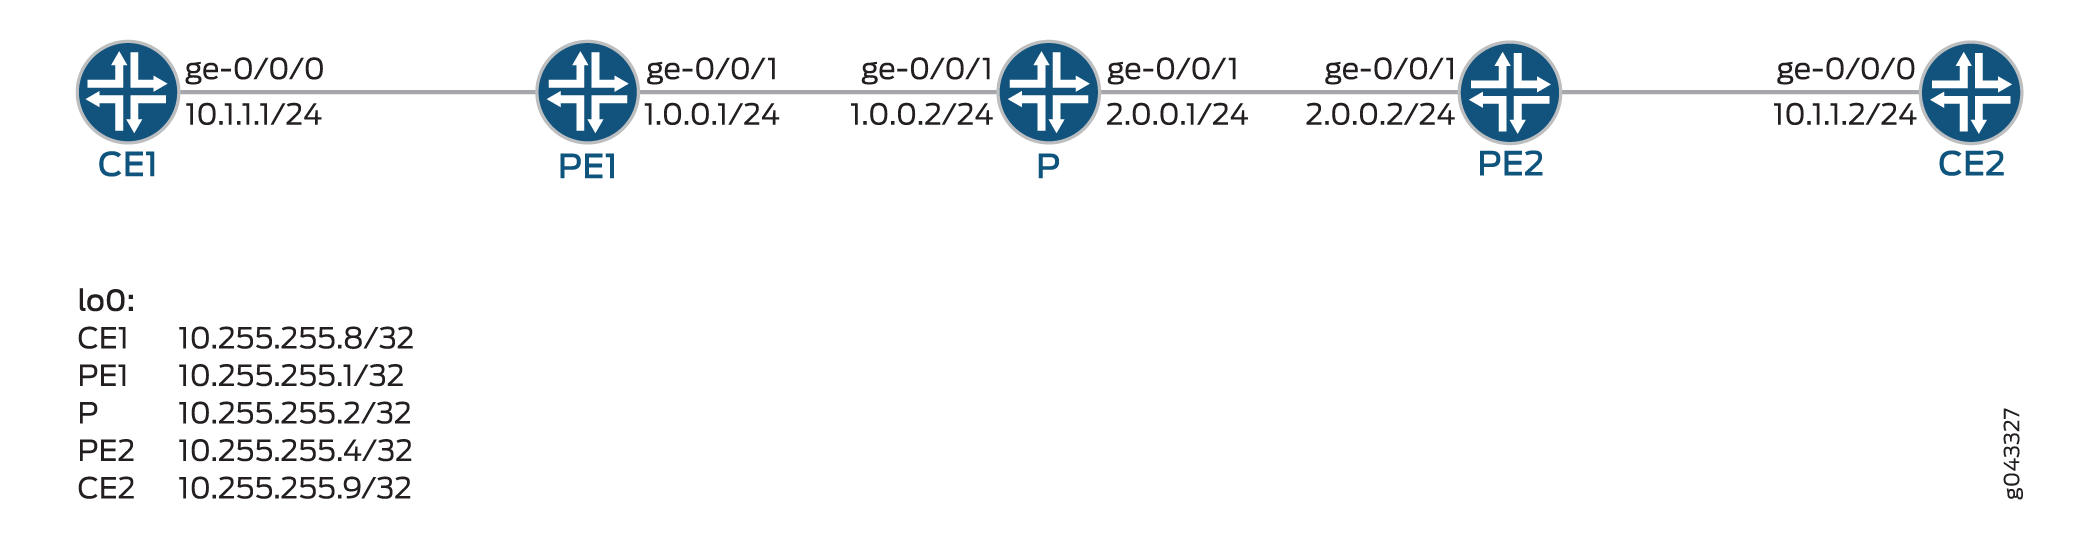 ge-0/0/0 ge-0/0/1 ge-0/0/1 ge-0/0/1 ge-0/0/1 ge-0/0/0
10.1.1.1/24 1.0.0.1/24 1.0.0.2/24 2.0.0.1/24 2.0.0.2/24 10.1.1.2/24
CE1 PE1 P PE2 CE2
lo0:
CE1 10.255.255.8/32
PE1 10.255.255.1/32
P 10.255.255.2/32
PE2 10.255.255.4/32
CE2 10.255.255.9/32
g043327